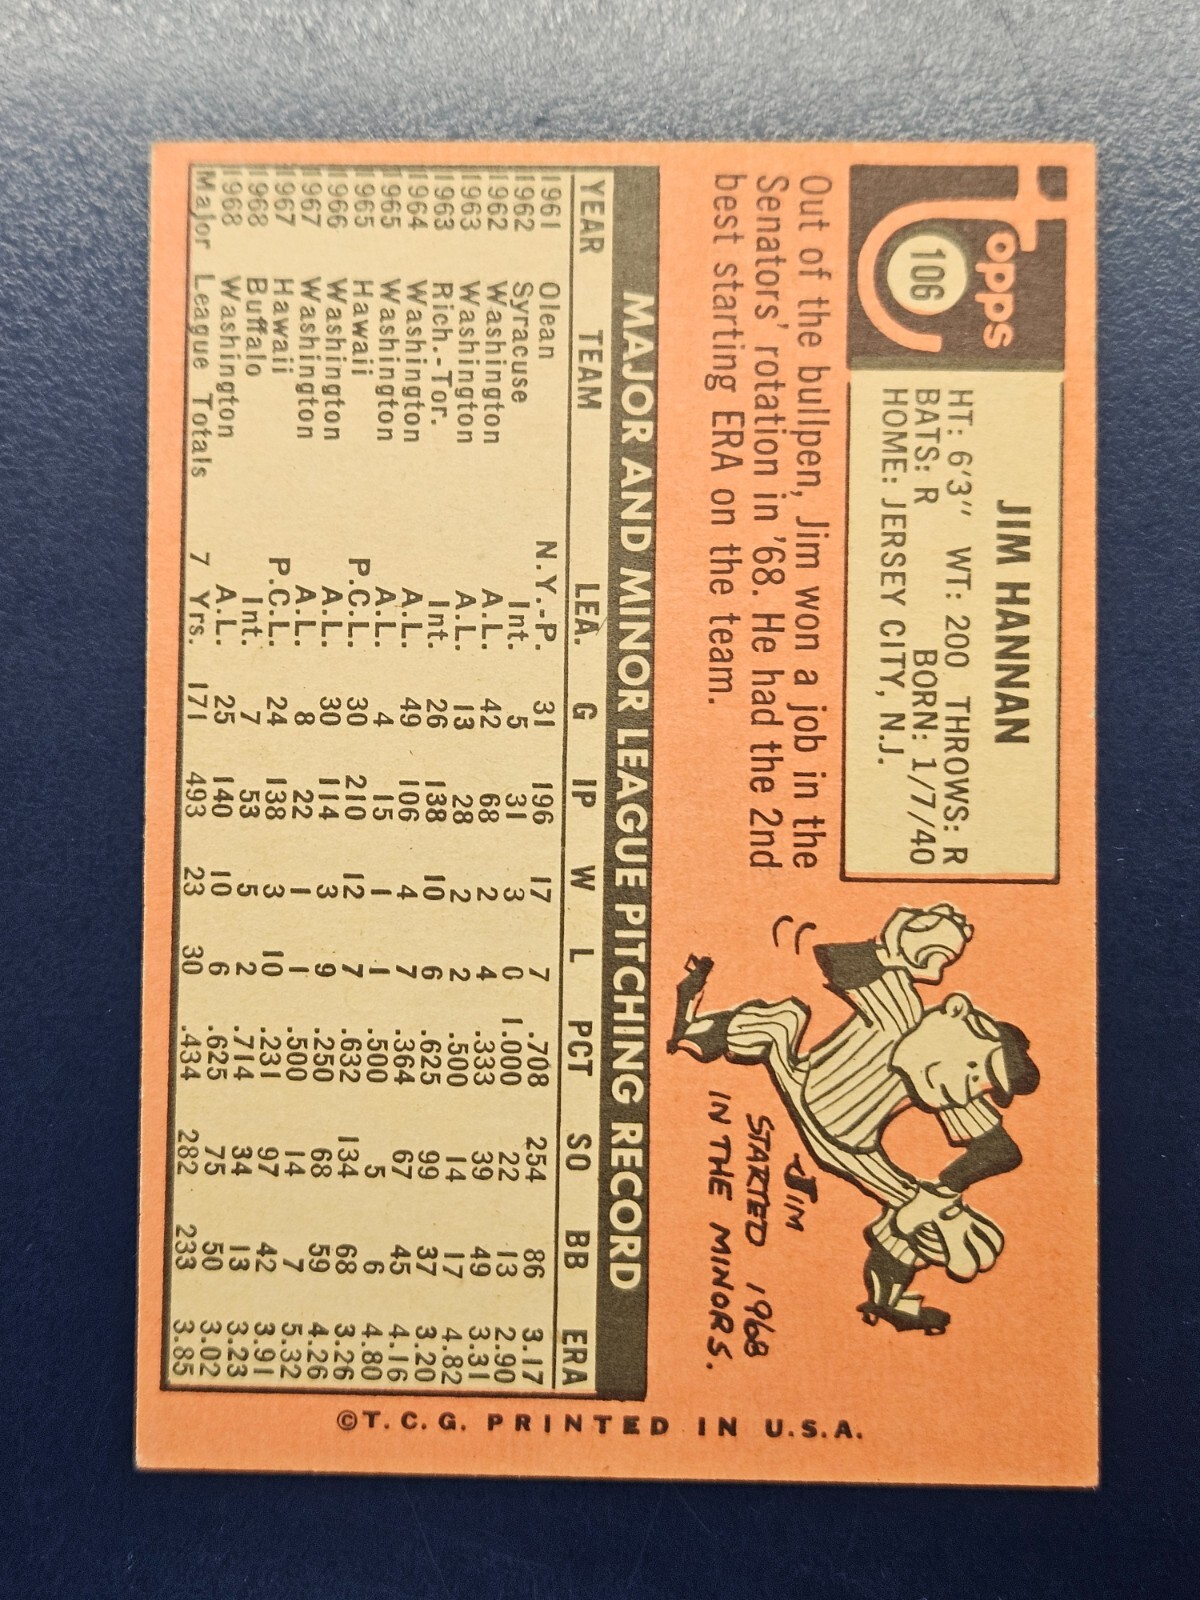 Topps
106
JIM HANNAN
HT: 6'3" WT: 200 THROWS: R
BATS: R BORN: 1/7/40
HOME: JERSEY CITY, N.J.
Out of the bullpen, Jim won a job in the
Senators' rotation in '68. He had the 2nd
best starting ERA on the team.
JIM
STARTED 1968
IN THE MINORS.
MAJOR AND MINOR LEAGUE PITCHING RECORD
YEAR TEAM LEA. G IP W L PCT SO BB ERA
1961 Olean N.Y.-P. 31 196 17 7 .708 254 86 3.17
1962 Syracuse Int. 5 31 3 0 1.000 22 13 2.90
1962 Washington A.L. 42 68 2 4 .333 39 49 3.31
1963 Washington A.L. 13 28 2 2 .500 14 17 4.82
1963 Rich.-Tor. Int. 26 138 10 6 .625 99 37 3.20
1964 Washington A.L. 49 106 4 7 .364 67 45 4.16
1965 Washington A.L. 4 15 1 1 .500 5 6 4.80
1965 Hawaii P.C.L. 30 210 12 7 .632 134 68 3.26
1966 Washington A.L. 30 114 3 9 .250 68 59 4.26
1967 Washington A.L. 8 22 1 1 .500 14 7 5.32
1967 Hawaii P.C.L. 24 138 3 10 .231 97 42 3.91
1968 Buffalo Int. 7 53 5 2 .714 34 13 3.23
1968 Washington A.L. 25 140 10 6 .625 75 50 3.02
Major League Totals 7 Yrs. 171 493 23 30 .434 282 233 3.85
©T.C.G. PRINTED IN U.S.A.